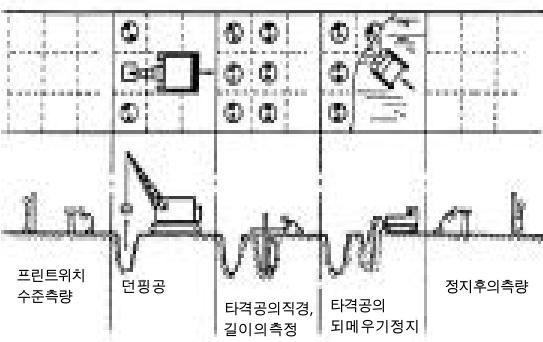 프린트위치
수준측량
던핑공
타격공의직경,
길이의측정
타격공의
되메우기정지
정지후의측량